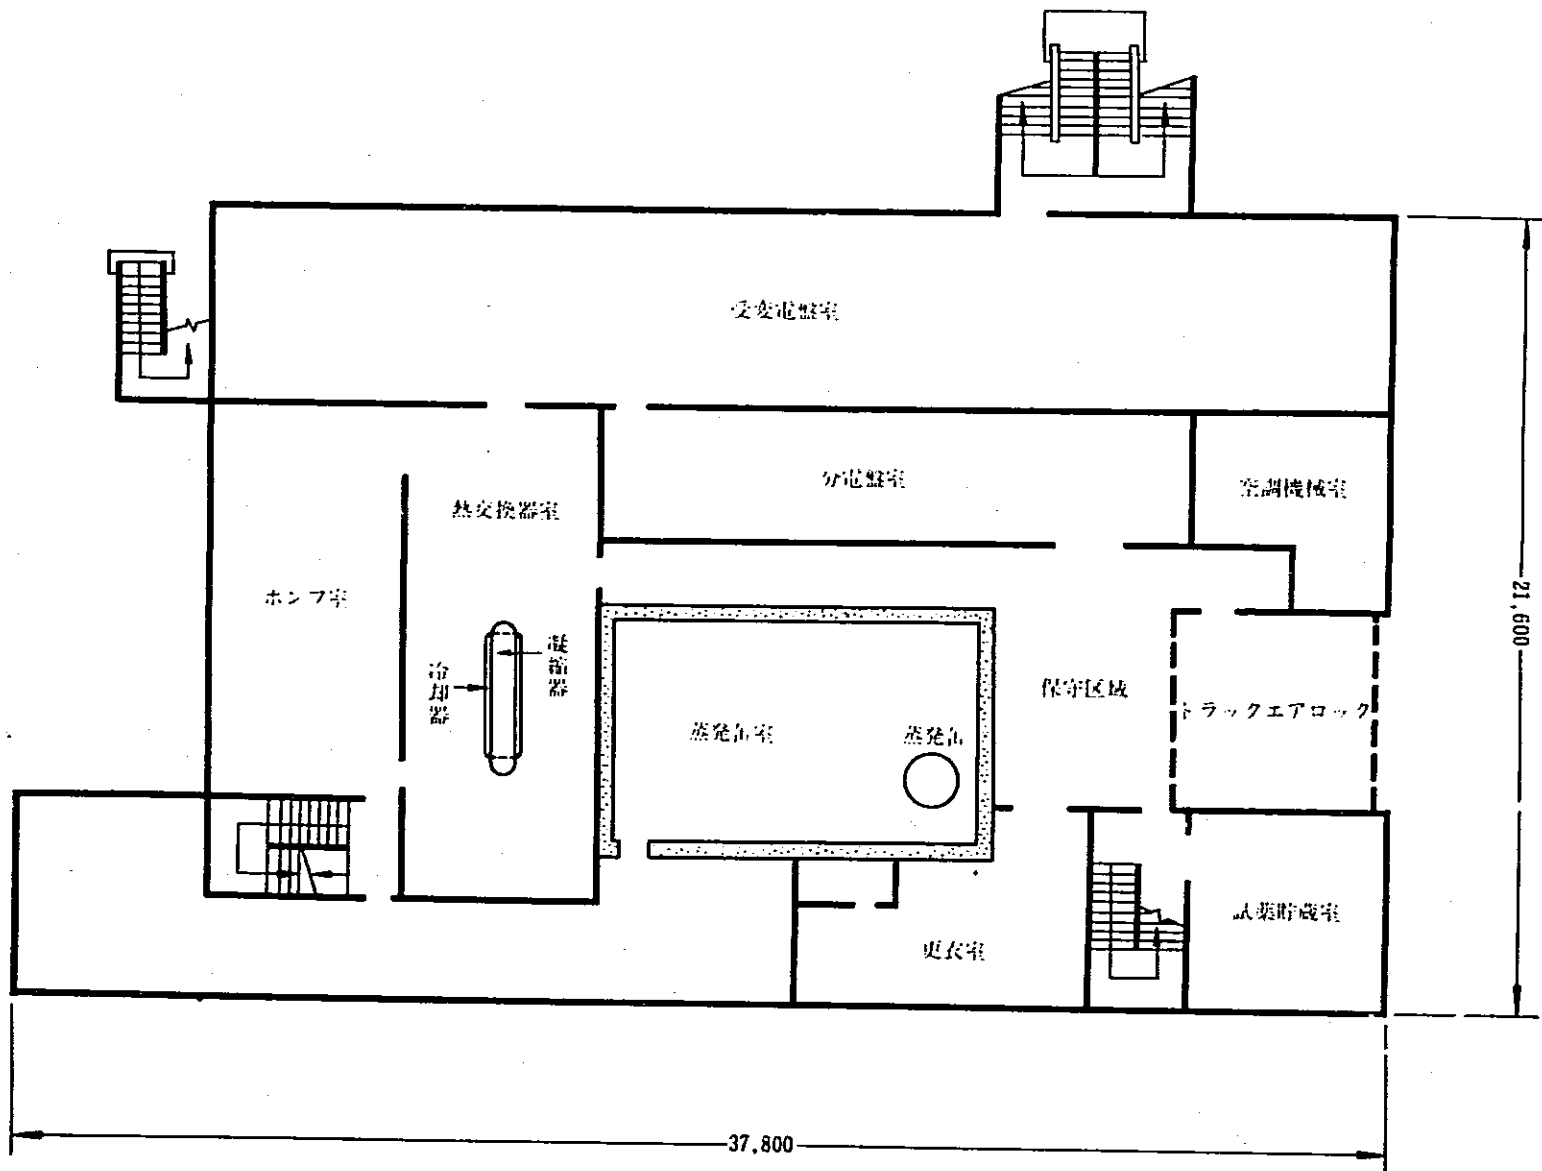 受変電盤室
分電盤室
空調機械室
熱交換器室
ポンプ室
凝縮器
冷却器
保守区域
トラックエアロック
蒸発缶室
蒸発缶
試薬貯蔵室
更衣室
21,600
37,800